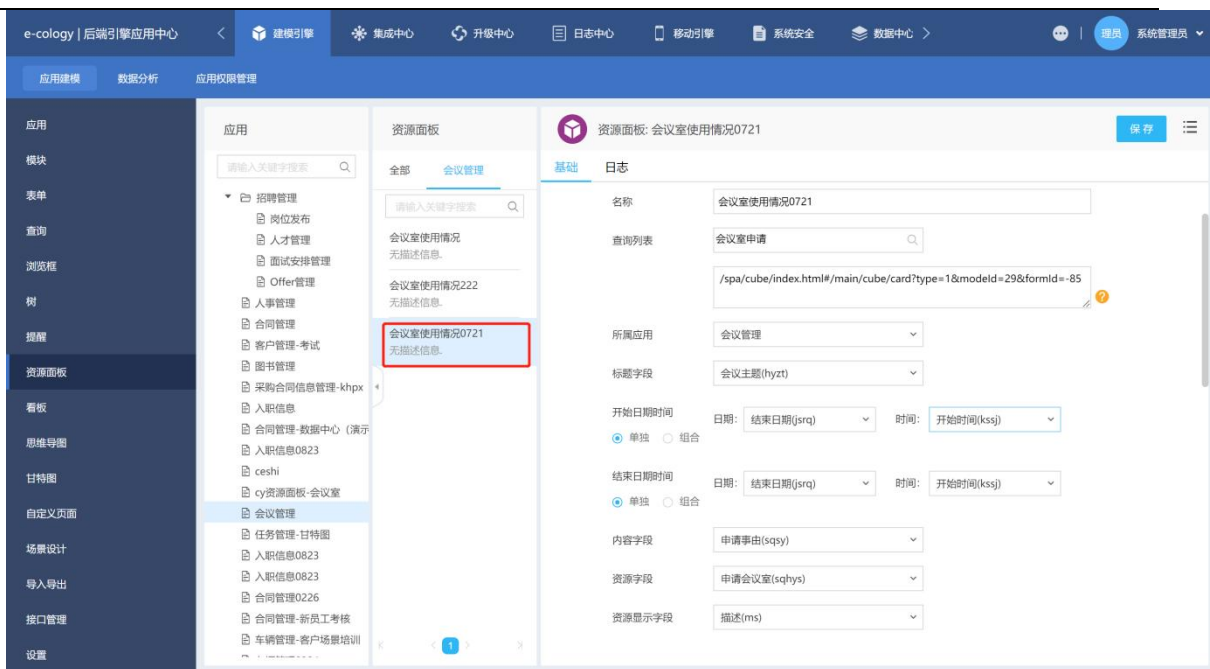 e-cology | 后端引擎应用中心 建模引擎 集成中心 升级中心 日志中心 移动引擎 系统安全 数据中心 理员 系统管理员
应用建模 数据分析 应用权限管理
应用
模块
表单
查询
浏览框
树
提醒
资源面板
看板
思维导图
甘特图
自定义页面
场景设计
导入导出
接口管理
设置
应用
请输入关键字搜索
招聘管理
岗位发布
人才管理
面试安排管理
Offer管理
人事管理
合同管理
客户管理-考试
图书管理
采购合同信息管理-khpx
入职信息
合同管理-数据中心（演示
入职信息0823
ceshi
cy资源面板-会议室
会议管理
任务管理-甘特图
入职信息0823
入职信息0823
合同管理0226
合同管理-新员工考核
车辆管理-客户场景培训
资源面板
全部 会议管理
请输入关键字搜索
会议室使用情况
无描述信息.
会议室使用情况222
无描述信息.
会议室使用情况0721
无描述信息.
1
资源面板: 会议室使用情况0721 保存
基础 日志
名称 会议室使用情况0721
查询列表 会议室申请
/spa/cube/index.html#/main/cube/card?type=1&modeId=29&formId=-85
所属应用 会议管理
标题字段 会议主题(hyzt)
开始日期时间 日期: 结束日期(jsrq) 时间: 开始时间(kssj)
单独 组合
结束日期时间 日期: 结束日期(jsrq) 时间: 开始时间(kssj)
单独 组合
内容字段 申请事由(sqsy)
资源字段 申请会议室(sqhys)
资源显示字段 描述(ms)